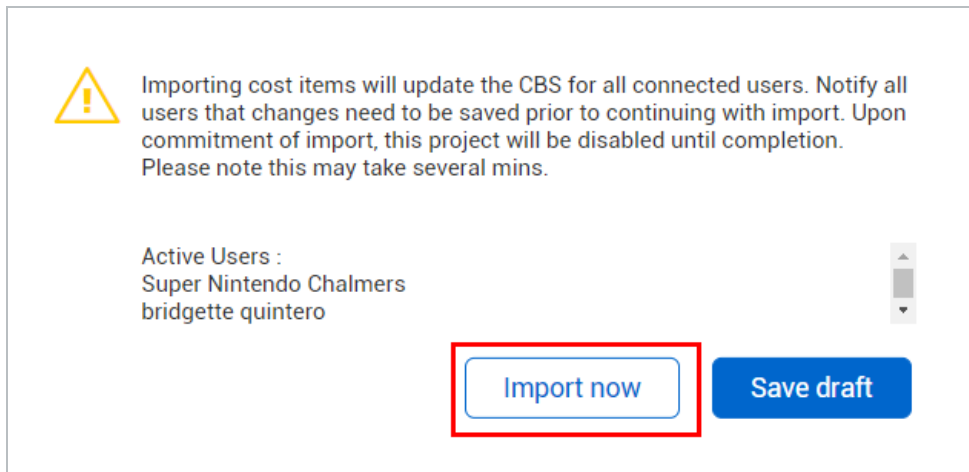 Importing cost items will update the CBS for all connected users. Notify all
users that changes need to be saved prior to continuing with import. Upon
commitment of import, this project will be disabled until completion.
Please note this may take several mins.
Active Users :
Super Nintendo Chalmers
bridgette quintero
Import now
Save draft